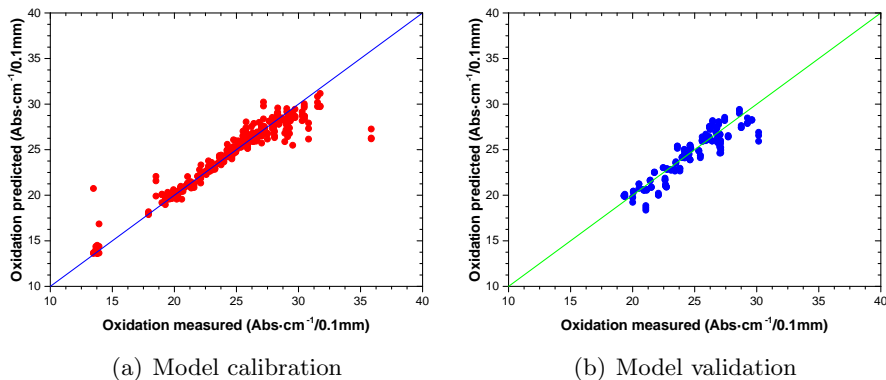 40
35
30
25
20
15
10
Oxidation predicted (Abs·cm⁻¹/0.1mm)
10 15 20 25 30 35 40
Oxidation measured (Abs·cm⁻¹/0.1mm)
(a) Model calibration
40
35
30
25
20
15
10
Oxidation predicted (Abs·cm⁻¹/0.1mm)
10 15 20 25 30 35 40
Oxidation measured (Abs·cm⁻¹/0.1mm)
(b) Model validation